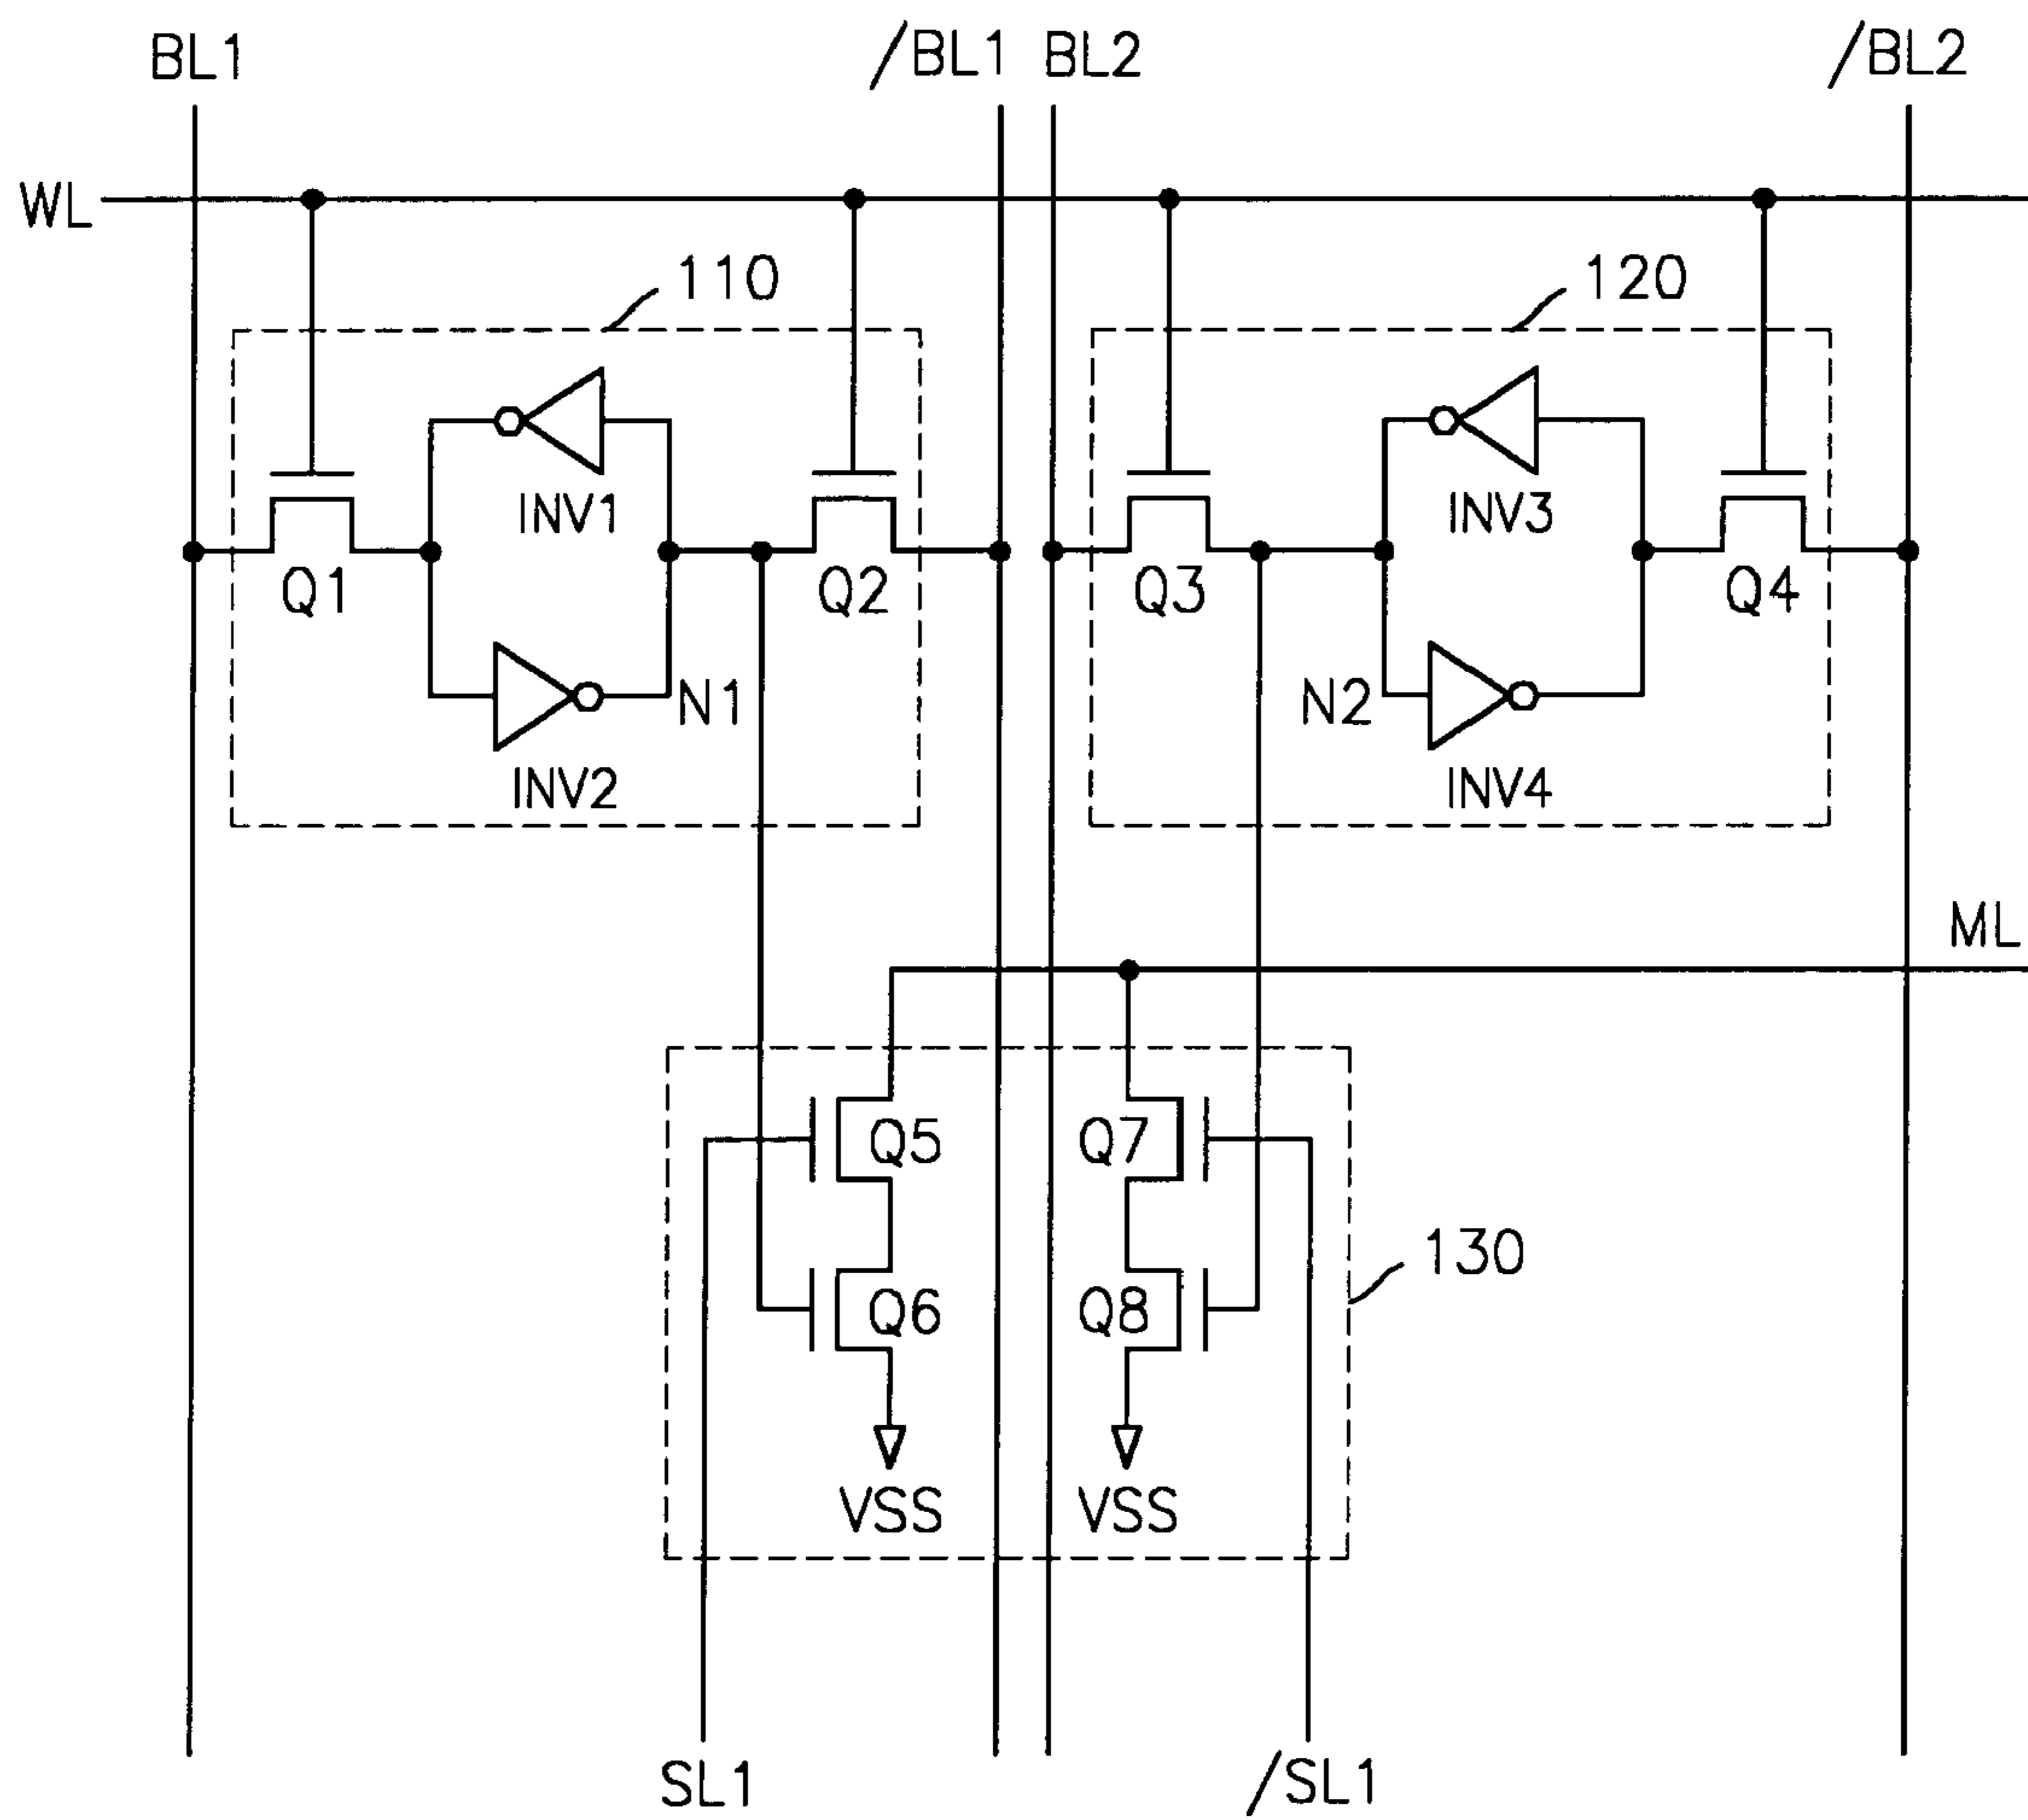 BL1
/BL1
BL2
/BL2
WL
110
120
INV1
INV3
Q1
Q2
Q3
Q4
N1
N2
INV2
INV4
ML
Q5
Q7
130
Q6
Q8
VSS
VSS
SL1
/SL1